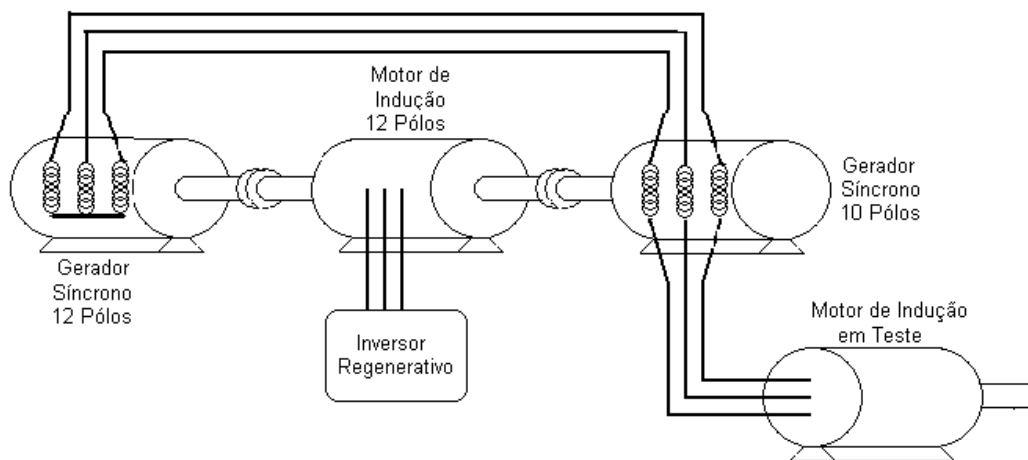 Motor de
Indução
12 Pólos
Gerador
Síncrono
10 Pólos
Gerador
Síncrono
12 Pólos
Inversor
Regenerativo
Motor de Indução
em Teste